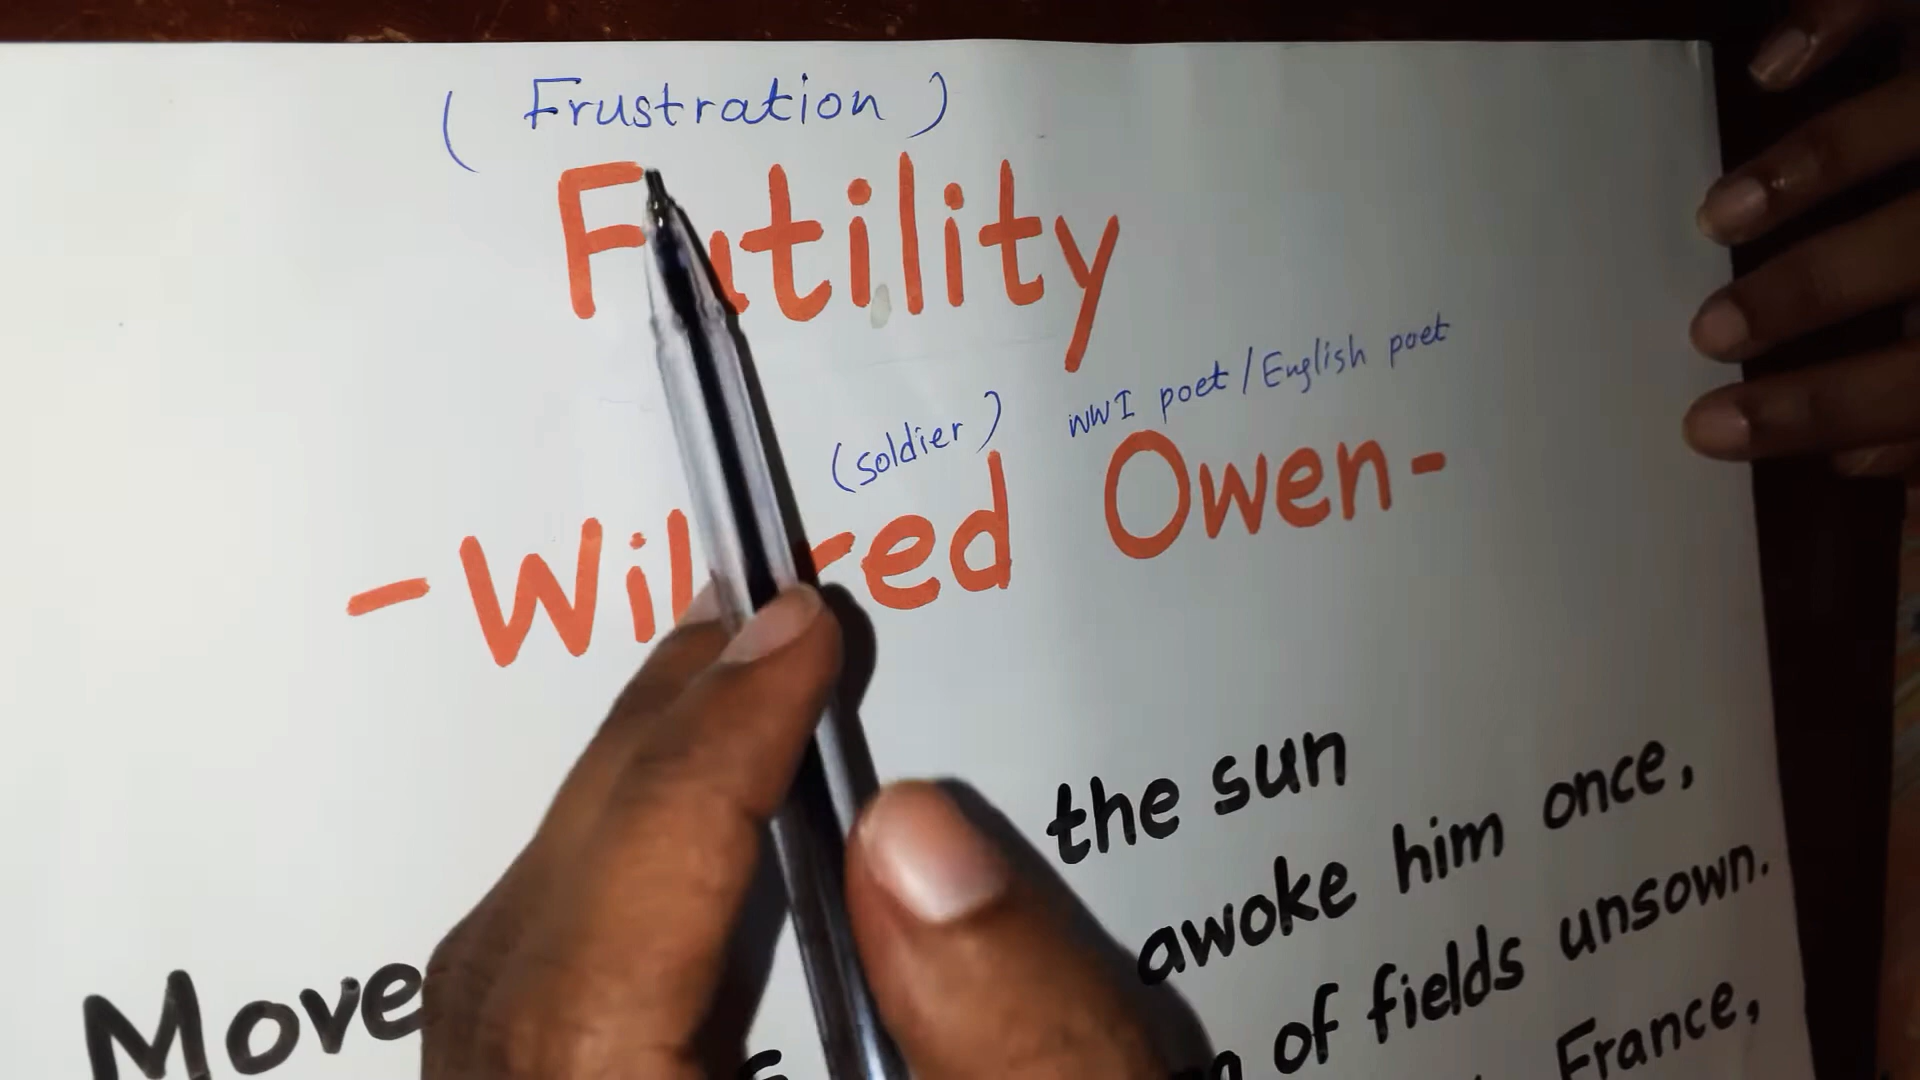 ( Frustration )
Futility
(soldier) WWI poet/English poet
-Wilfred Owen-
Move the sun
awoke him once,
of fields unsown.
France,